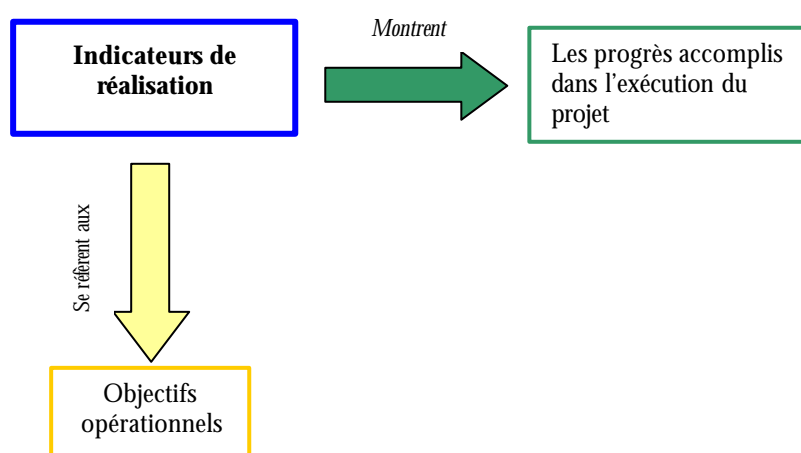 Montrent
Indicateurs de
réalisation
Les progrès accomplis
dans l'exécution du
projet
Se réfèrent aux
Objectifs
opérationnels